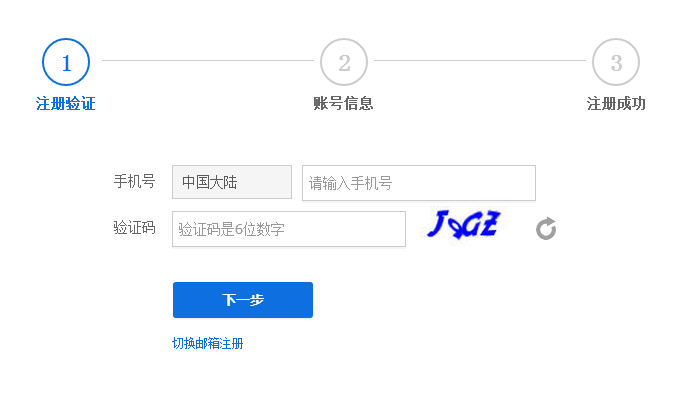 1 2 3
注册验证 账号信息 注册成功
手机号 中国大陆 请输入手机号
验证码 验证码是6位数字
下一步
切换邮箱注册